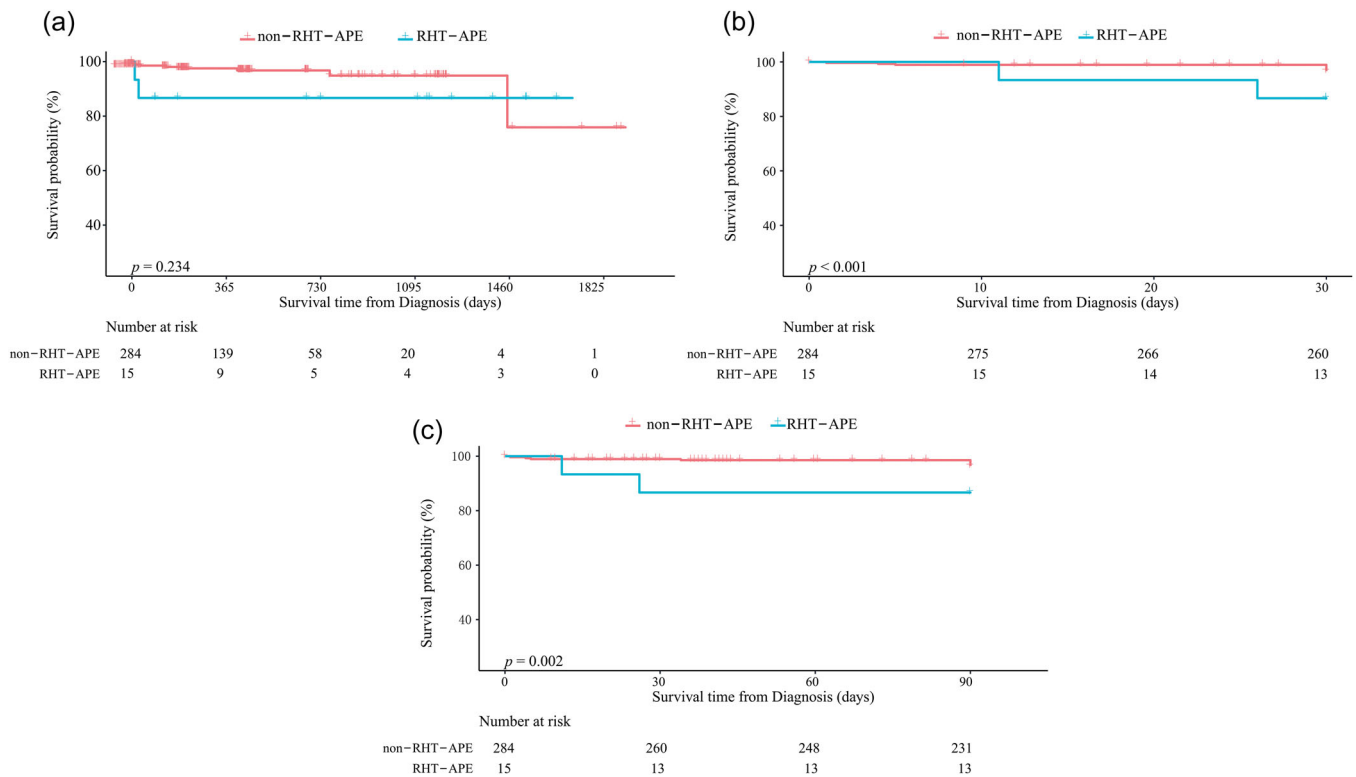 (a)
non-RHT-APE RHT-APE
Survival probability (%)
100
80
60
40
p = 0.234
0 365 730 1095 1460 1825
Survival time from Diagnosis (days)
Number at risk
non-RHT-APE 284 139 58 20 4 1
RHT-APE 15 9 5 4 3 0
(b)
non-RHT-APE RHT-APE
Survival probability (%)
100
80
60
40
p < 0.001
0 10 20 30
Survival time from Diagnosis (days)
Number at risk
non-RHT-APE 284 275 266 260
RHT-APE 15 15 14 13
(c)
non-RHT-APE RHT-APE
Survival probability (%)
100
80
60
40
p = 0.002
0 30 60 90
Survival time from Diagnosis (days)
Number at risk
non-RHT-APE 284 260 248 231
RHT-APE 15 13 13 13